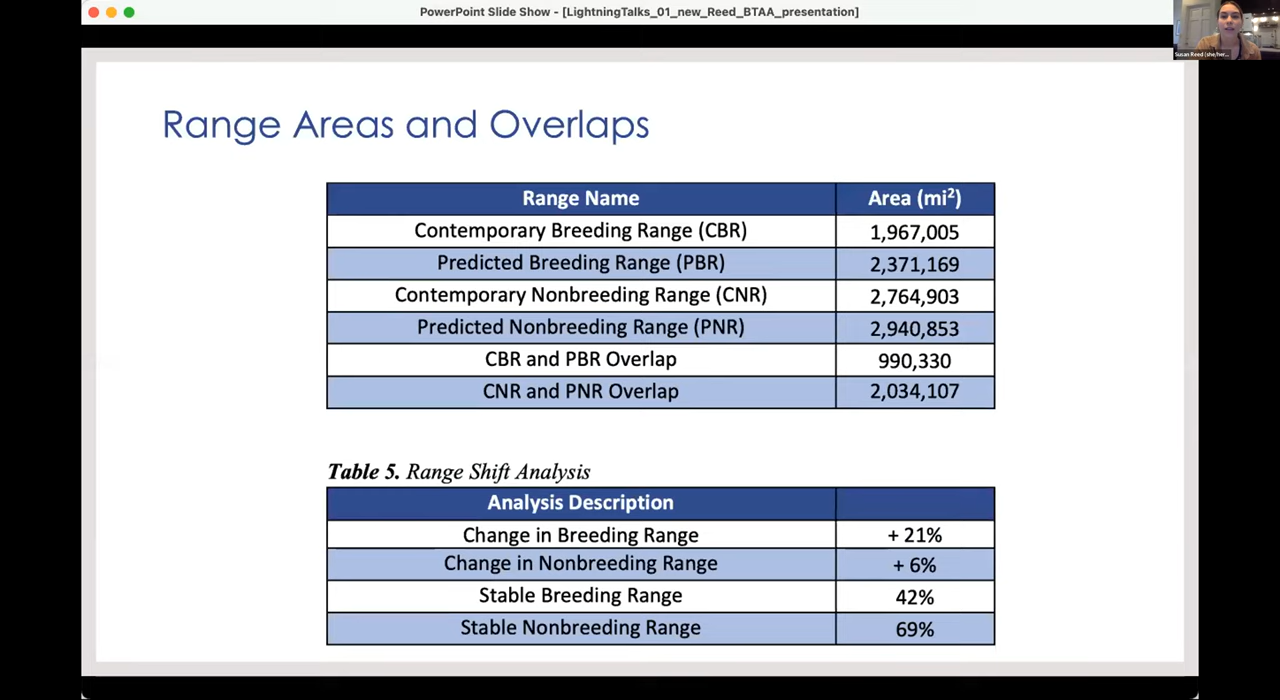 PowerPoint Slide Show - [LightningTalks_01_new_Reed_BTAA_presentation]
Susan Reed (she/her...
Range Areas and Overlaps
Range Name Area (mi²)
Contemporary Breeding Range (CBR) 1,967,005
Predicted Breeding Range (PBR) 2,371,169
Contemporary Nonbreeding Range (CNR) 2,764,903
Predicted Nonbreeding Range (PNR) 2,940,853
CBR and PBR Overlap 990,330
CNR and PNR Overlap 2,034,107
Table 5. Range Shift Analysis
Analysis Description
Change in Breeding Range + 21%
Change in Nonbreeding Range + 6%
Stable Breeding Range 42%
Stable Nonbreeding Range 69%